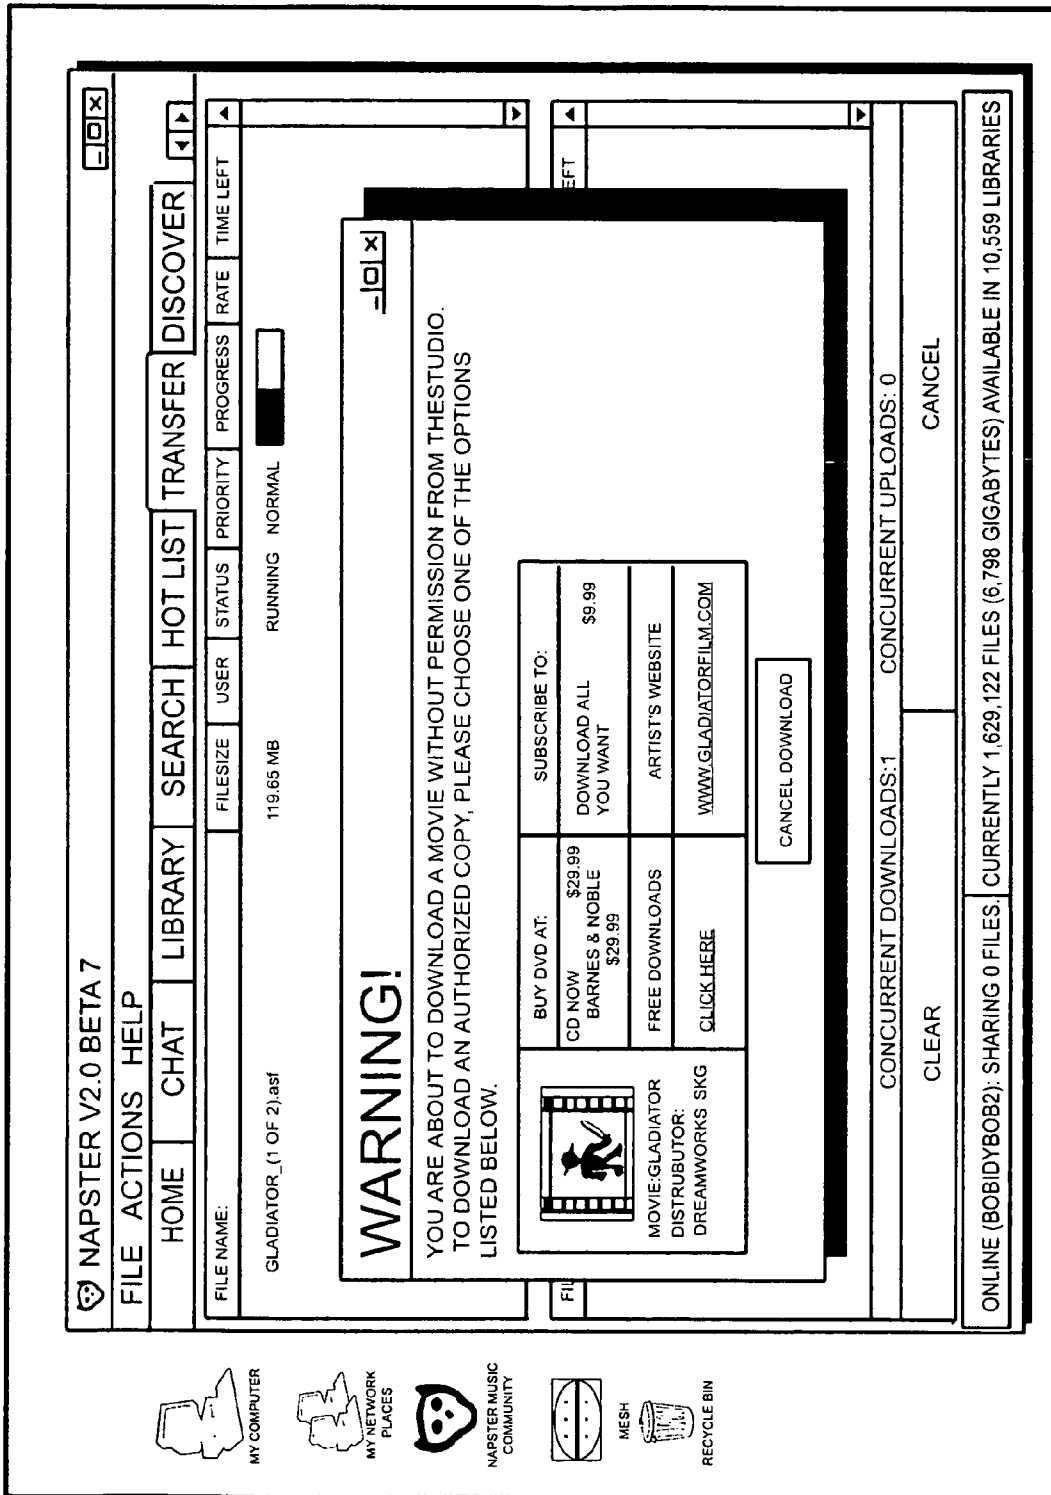 NAPSTER V2.0 BETA 7
FILE ACTIONS HELP
HOME CHAT LIBRARY SEARCH HOT LIST TRANSFER DISCOVER
FILE NAME: FILESIZE USER STATUS PRIORITY PROGRESS RATE TIME LEFT
GLADIATOR_(1 OF 2).asf 119.65 MB RUNNING NORMAL
WARNING!
YOU ARE ABOUT TO DOWNLOAD A MOVIE WITHOUT PERMISSION FROM THESTUDIO.
TO DOWNLOAD AN AUTHORIZED COPY, PLEASE CHOOSE ONE OF THE OPTIONS
LISTED BELOW.
MOVIE:GLADIATOR
DISTRUBUTOR:
DREAMWORKS SKG
BUY DVD AT:
CD NOW $29.99
BARNES & NOBLE
$29.99
SUBSCRIBE TO:
DOWNLOAD ALL $9.99
YOU WANT
FREE DOWNLOADS
CLICK HERE
ARTIST'S WEBSITE
WWW.GLADIATORFILM.COM
CANCEL DOWNLOAD
FIL
EFT
CONCURRENT DOWNLOADS:1 CONCURRENT UPLOADS: 0
CLEAR CANCEL
ONLINE (BOBIDYBOB2): SHARING 0 FILES. CURRENTLY 1,629,122 FILES (6,798 GIGABYTES) AVAILABLE IN 10,559 LIBRARIES
MY COMPUTER
MY NETWORK
PLACES
NAPSTER MUSIC
COMMUNITY
MESH
RECYCLE BIN